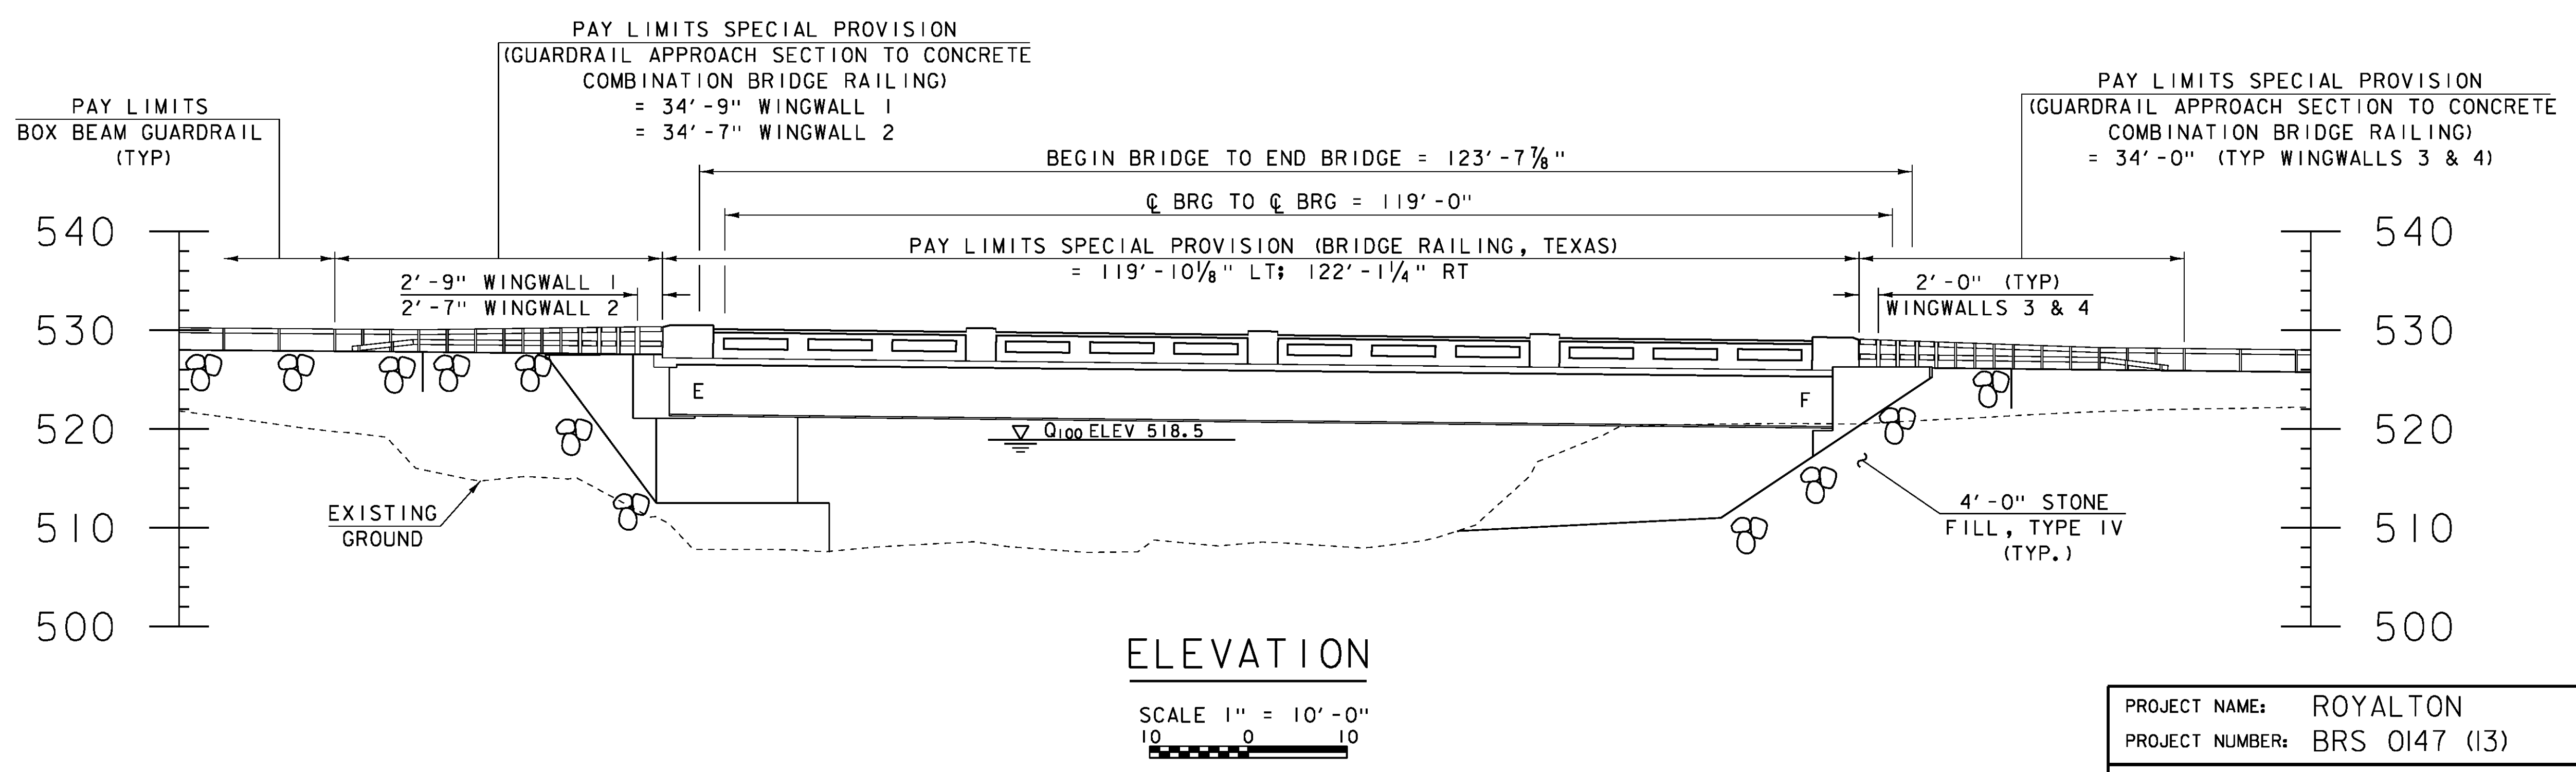 PAY LIMITS SPECIAL PROVISION
(GUARDRAIL APPROACH SECTION TO CONCRETE
COMBINATION BRIDGE RAILING)
= 34'-9" WINGWALL 1
= 34'-7" WINGWALL 2
PAY LIMITS
BOX BEAM GUARDRAIL
(TYP)
PAY LIMITS SPECIAL PROVISION
(GUARDRAIL APPROACH SECTION TO CONCRETE
COMBINATION BRIDGE RAILING)
= 34'-0" (TYP WINGWALLS 3 & 4)
BEGIN BRIDGE TO END BRIDGE = 123'-7⅞"
℄ BRG TO ℄ BRG = 119'-0"
PAY LIMITS SPECIAL PROVISION (BRIDGE RAILING, TEXAS)
= 119'-10⅛" LT; 122'-1¼" RT
2'-9" WINGWALL 1
2'-7" WINGWALL 2
2'-0" (TYP)
WINGWALLS 3 & 4
540
530
520
510
500
540
530
520
510
500
E
F
Q100 ELEV 518.5
EXISTING
GROUND
4'-0" STONE
FILL, TYPE IV
(TYP.)
ELEVATION
SCALE 1" = 10'-0"
10 0 10
PROJECT NAME: ROYALTON
PROJECT NUMBER: BRS 0147 (13)